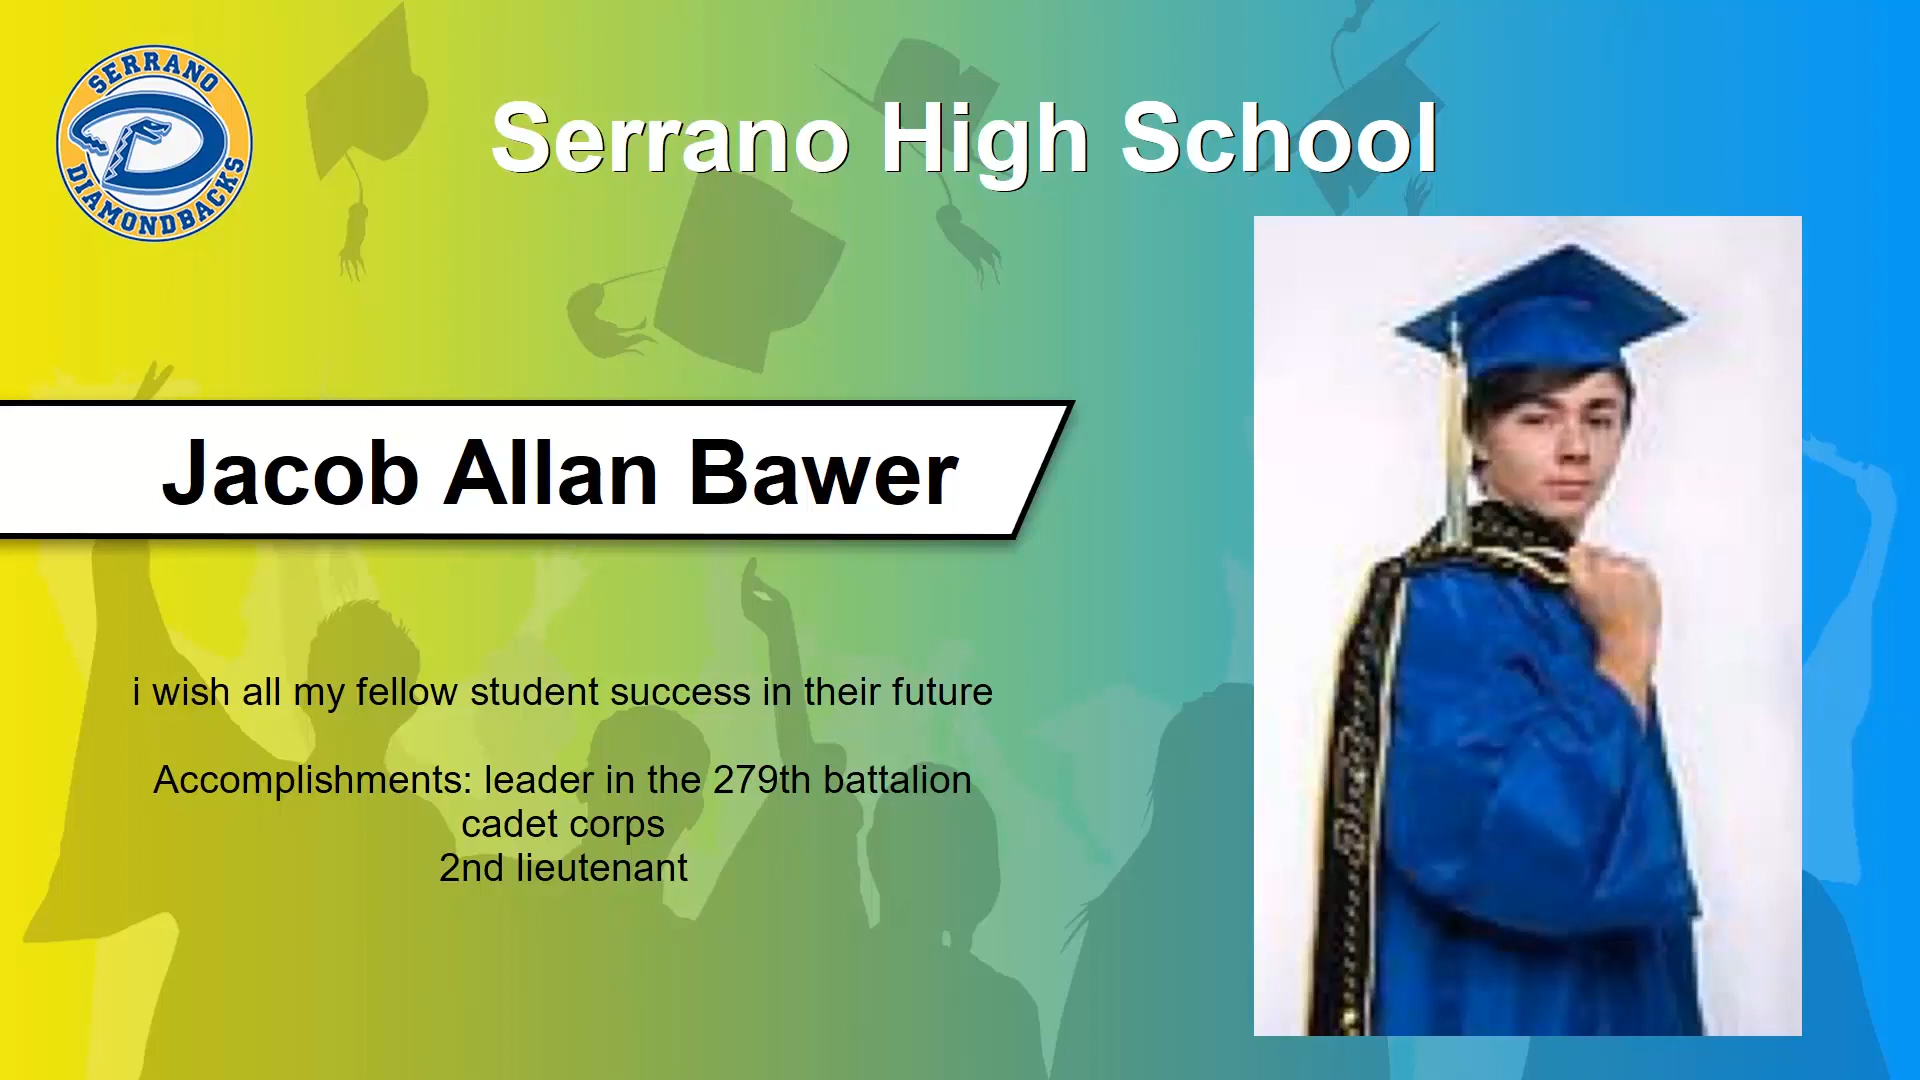 SERRANO
DIAMONDBACKS
Serrano High School
Jacob Allan Bawer
i wish all my fellow student success in their future
Accomplishments: leader in the 279th battalion
cadet corps
2nd lieutenant